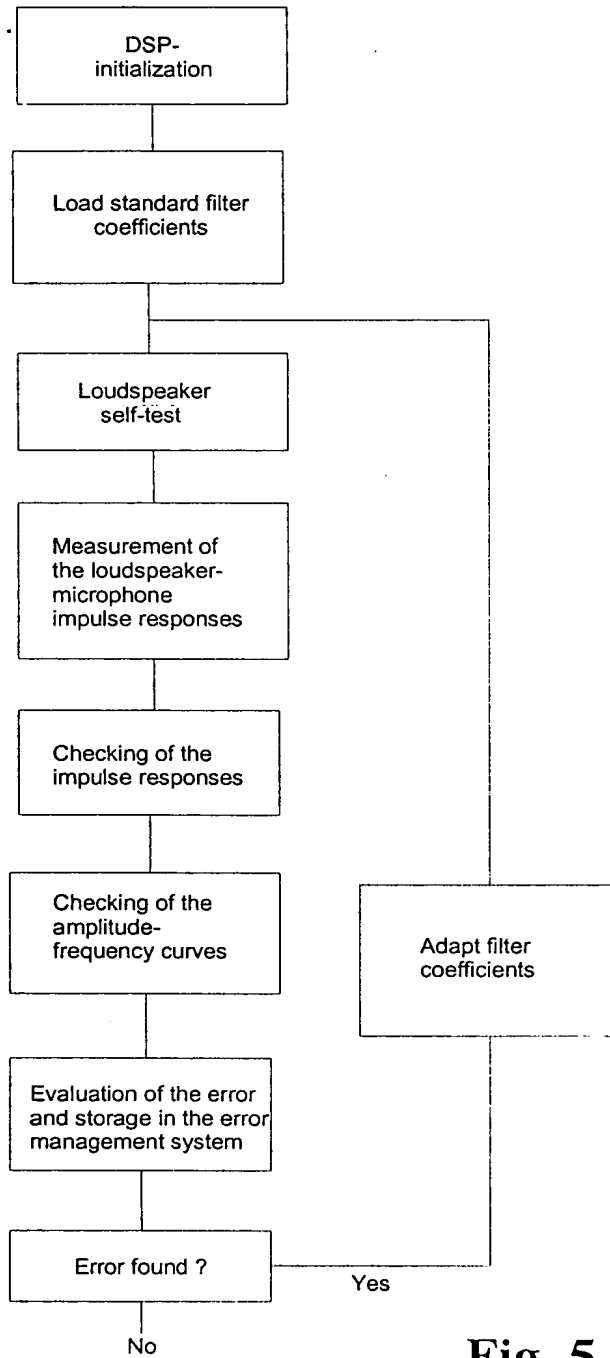 DSP-
initialization
Load standard filter
coefficients
Loudspeaker
self-test
Measurement of
the loudspeaker-
microphone
impulse responses
Checking of the
impulse responses
Checking of the
amplitude-
frequency curves
Adapt filter
coefficients
Evaluation of the error
and storage in the error
management system
Error found ?
Yes
No
Fig. 5